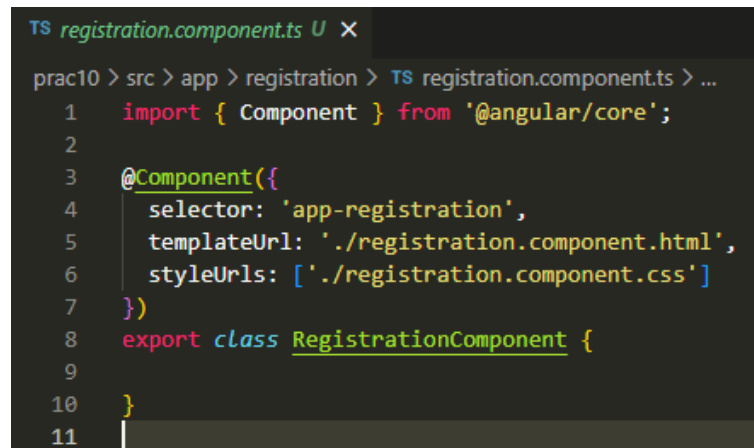 TS registration.component.ts U X
prac10 > src > app > registration > TS registration.component.ts > ...
1 import { Component } from '@angular/core';
2
3 @Component({
4 selector: 'app-registration',
5 templateUrl: './registration.component.html',
6 styleUrls: ['./registration.component.css']
7 })
8 export class RegistrationComponent {
9
10 }
11